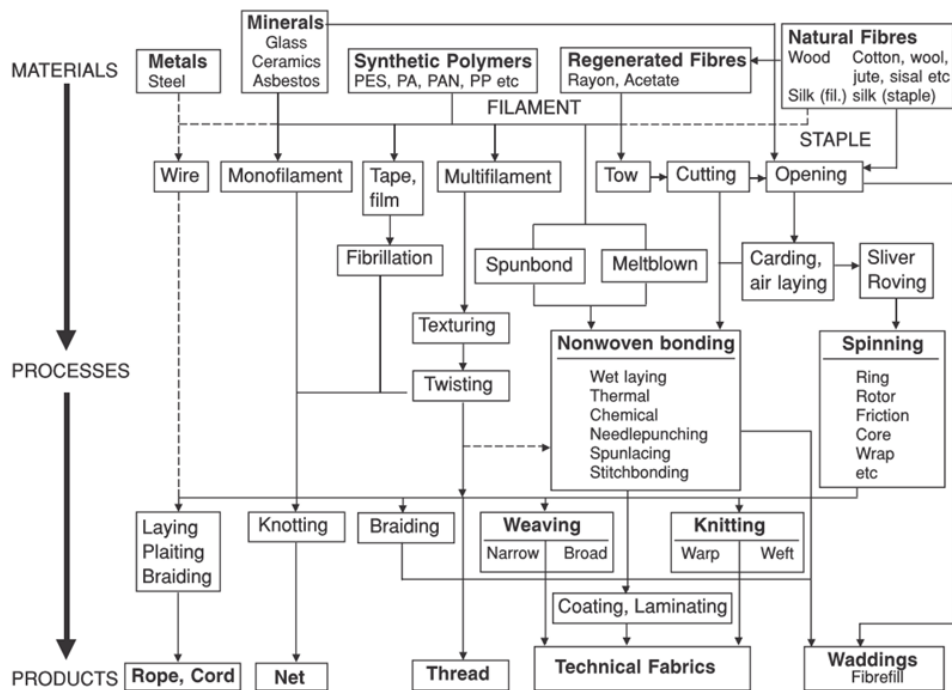 MATERIALS
Metals
Steel
Minerals
Glass
Ceramics
Asbestos
Synthetic Polymers
PES, PA, PAN, PP etc
Regenerated Fibres
Rayon, Acetate
Natural Fibres
Wood Cotton, wool,
jute, sisal etc
Silk (fil.) silk (staple)
FILAMENT
STAPLE
Wire
Monofilament
Tape,
film
Multifilament
Tow
Cutting
Opening
Fibrillation
Spunbond
Meltblown
Carding,
air laying
Sliver
Roving
Texturing
Twisting
PROCESSES
Nonwoven bonding
Wet laying
Thermal
Chemical
Needlepunching
Spunlacing
Stitchbonding
Spinning
Ring
Rotor
Friction
Core
Wrap
etc
Laying
Plaiting
Braiding
Knotting
Braiding
Weaving
Narrow Broad
Knitting
Warp Weft
Coating, Laminating
PRODUCTS
Rope, Cord
Net
Thread
Technical Fabrics
Waddings
Fibrefill